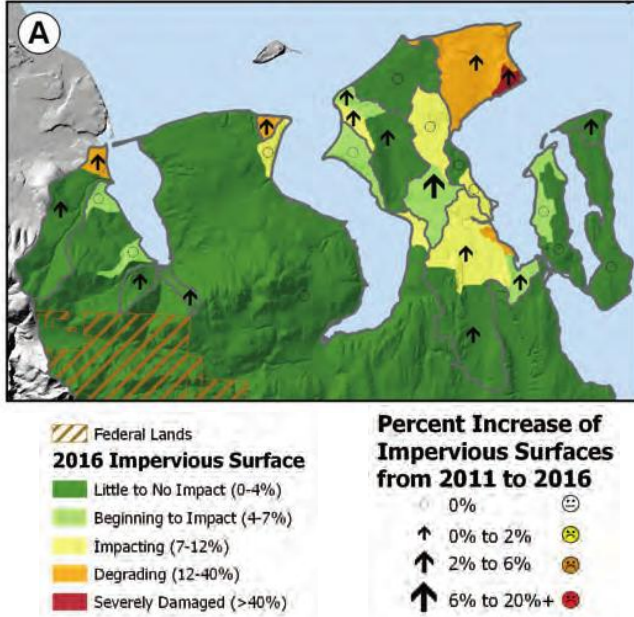 A
Federal Lands
2016 Impervious Surface
Little to No Impact (0-4%)
Beginning to Impact (4-7%)
Impacting (7-12%)
Degrading (12-40%)
Severely Damaged (>40%)
Percent Increase of
Impervious Surfaces
from 2011 to 2016
0%
0% to 2%
2% to 6%
6% to 20%+